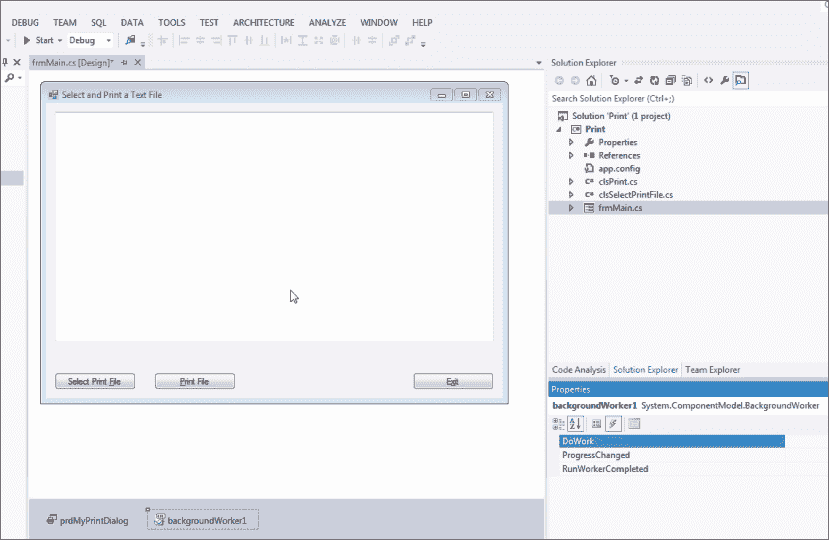 DEBUG TEAM SQL DATA TOOLS TEST ARCHITECTURE ANALYZE WINDOW HELP
Start Debug
frmMain.cs [Design]*
Select and Print a Text File
Select Print File Print File Exit
prdMyPrintDialog backgroundWorker1
Solution Explorer
Search Solution Explorer (Ctrl+;)
Solution 'Print' (1 project)
Print
Properties
References
app.config
clsPrint.cs
clsSelectPrintFile.cs
frmMain.cs
Code Analysis Solution Explorer Team Explorer
Properties
backgroundWorker1 System.ComponentModel.BackgroundWorker
DoWork
ProgressChanged
RunWorkerCompleted